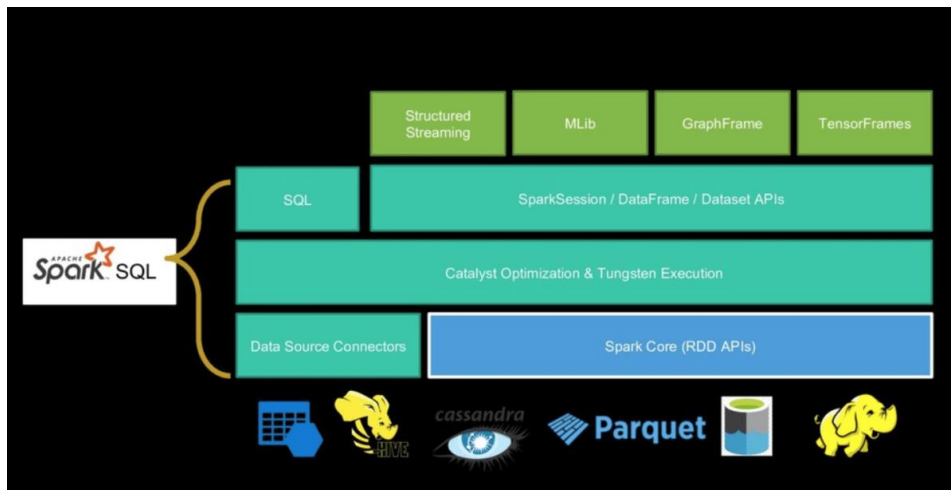 Structured
Streaming
MLib
GraphFrame
TensorFrames
SQL
SparkSession / DataFrame / Dataset APIs
APACHE
Spark™ SQL
Catalyst Optimization & Tungsten Execution
Data Source Connectors
Spark Core (RDD APIs)
HIVE
cassandra
Parquet